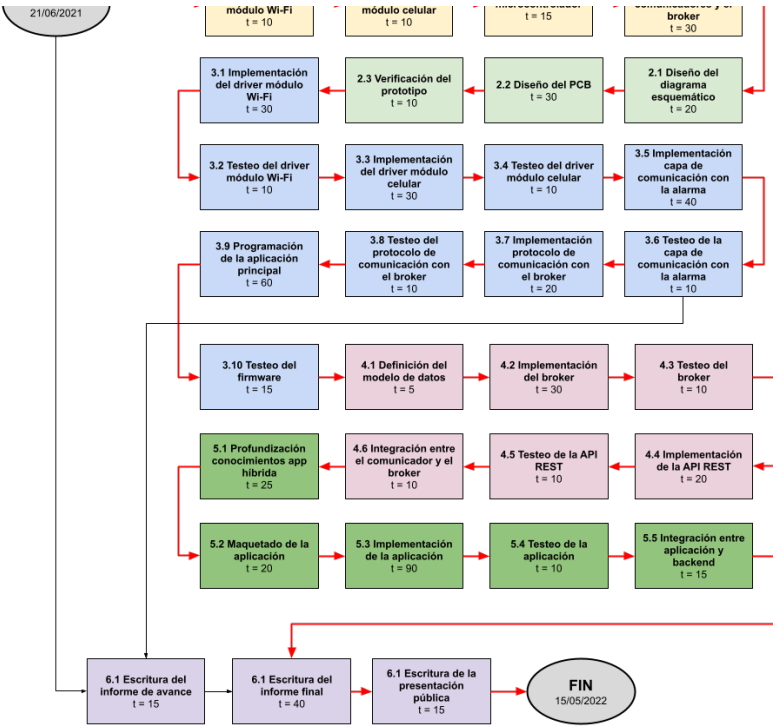 21/06/2021
módulo Wi-Fi
t = 10
módulo celular
t = 10
microcontrolador
t = 15
comunicadores y el
broker
t = 30
3.1 Implementación
del driver módulo
Wi-Fi
t = 30
2.3 Verificación del
prototipo
t = 10
2.2 Diseño del PCB
t = 30
2.1 Diseño del
diagrama
esquemático
t = 20
3.2 Testeo del driver
módulo Wi-Fi
t = 10
3.3 Implementación
del driver módulo
celular
t = 30
3.4 Testeo del driver
módulo celular
t = 10
3.5 Implementación
capa de
comunicación con
la alarma
t = 40
3.9 Programación
de la aplicación
principal
t = 60
3.8 Testeo del
protocolo de
comunicación con
el broker
t = 10
3.7 Implementación
protocolo de
comunicación con
el broker
t = 20
3.6 Testeo de la
capa de
comunicación con
la alarma
t = 10
3.10 Testeo del
firmware
t = 15
4.1 Definición del
modelo de datos
t = 5
4.2 Implementación
del broker
t = 30
4.3 Testeo del
broker
t = 10
5.1 Profundización
conocimientos app
híbrida
t = 25
4.6 Integración entre
el comunicador y el
broker
t = 10
4.5 Testeo de la API
REST
t = 10
4.4 Implementación
de la API REST
t = 20
5.2 Maquetado de la
aplicación
t = 20
5.3 Implementación
de la aplicación
t = 90
5.4 Testeo de la
aplicación
t = 10
5.5 Integración entre
aplicación y
backend
t = 15
6.1 Escritura del
informe de avance
t = 15
6.1 Escritura del
informe final
t = 40
6.1 Escritura de la
presentación
pública
t = 15
FIN
15/05/2022